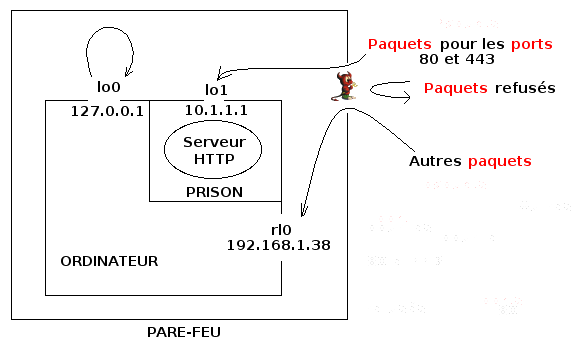 Paquets pour les ports
80 et 443
lo0
127.0.0.1
lo1
10.1.1.1
Paquets refusés
Serveur
HTTP
Autres paquets
PRISON
rl0
192.168.1.38
ORDINATEUR
PARE-FEU